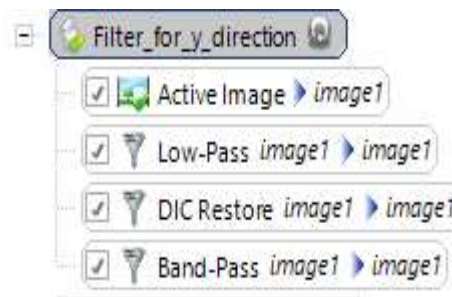 Filter_for_y_direction
Active Image image1
Low-Pass image1 image1
DIC Restore image1 image1
Band-Pass image1 image1